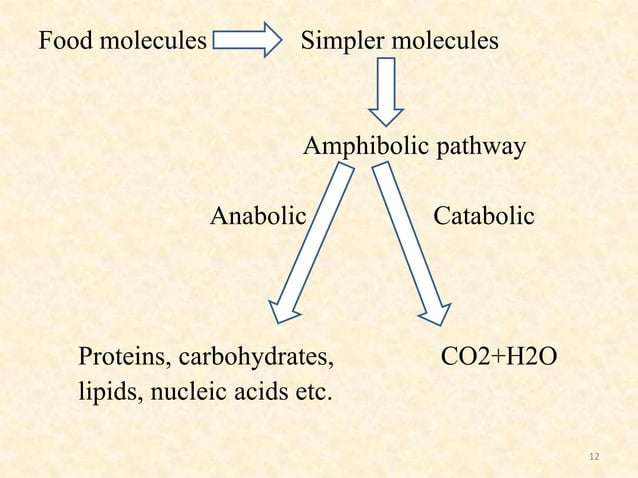 Food molecules Simpler molecules
Amphibolic pathway
Anabolic Catabolic
Proteins, carbohydrates, CO2+H2O
lipids, nucleic acids etc.
12